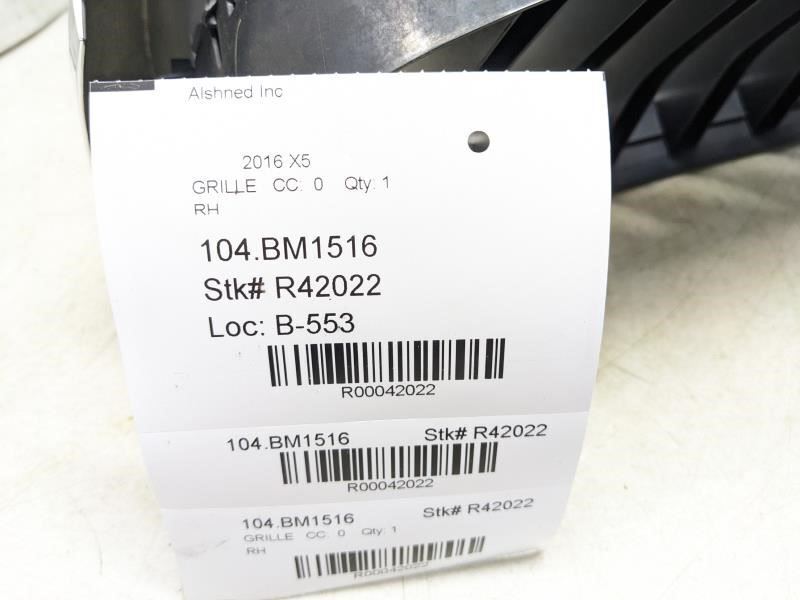 Alshned Inc
2016 X5
GRILLE CC: 0 Qty: 1
RH
104.BM1516
Stk# R42022
Loc: B-553
R00042022
104.BM1516 Stk# R42022
R00042022
104.BM1516 Stk# R42022
GRILLE CC: 0 Qty: 1
RH
R00042022